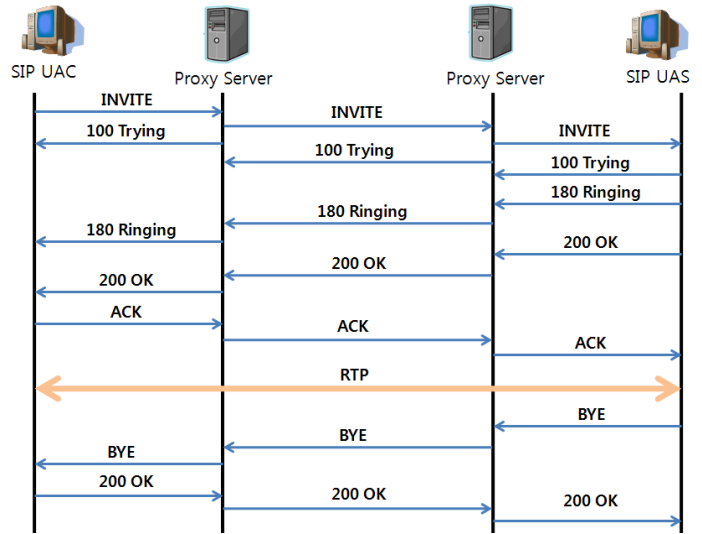 SIP UAC
Proxy Server
Proxy Server
SIP UAS
INVITE
INVITE
100 Trying
INVITE
100 Trying
100 Trying
180 Ringing
180 Ringing
180 Ringing
200 OK
200 OK
200 OK
ACK
ACK
ACK
RTP
BYE
BYE
BYE
200 OK
200 OK
200 OK